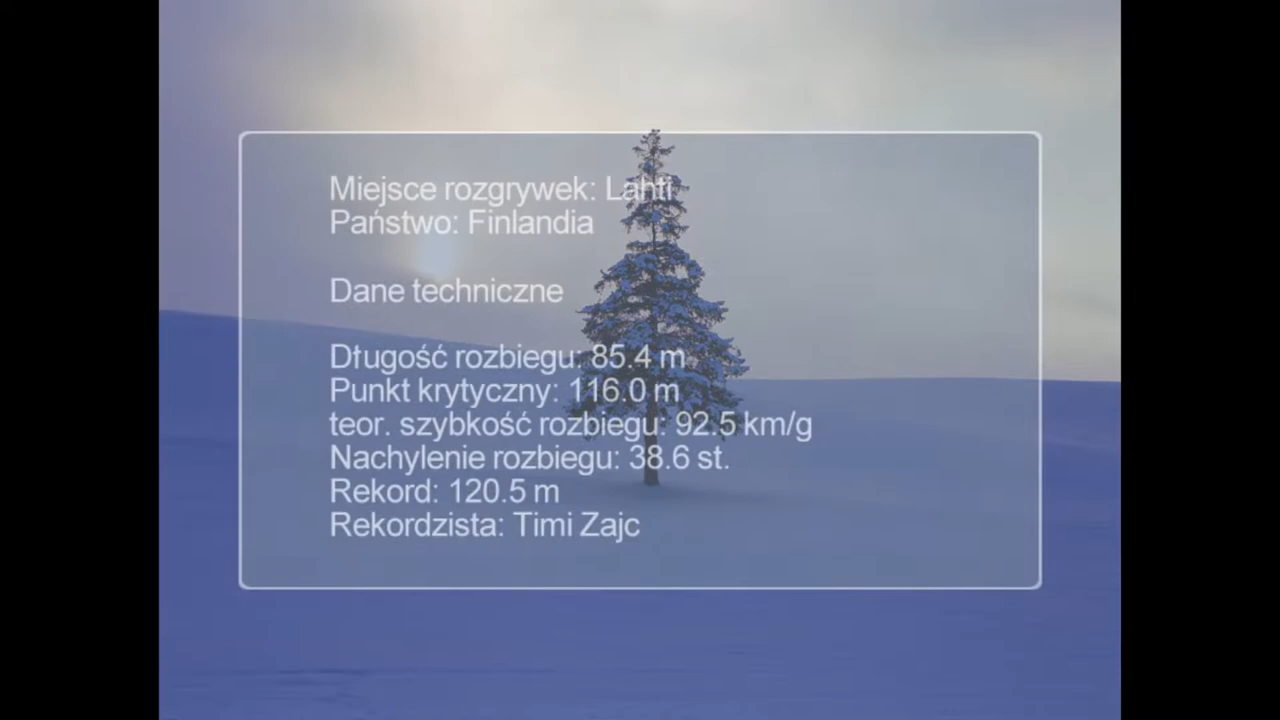 Miejsce rozgrywek: Lahti
Państwo: Finlandia
Dane techniczne
Długość rozbiegu: 85.4 m
Punkt krytyczny: 116.0 m
teor. szybkość rozbiegu: 92.5 km/g
Nachylenie rozbiegu: 38.6 st.
Rekord: 120.5 m
Rekordzista: Timi Zajc